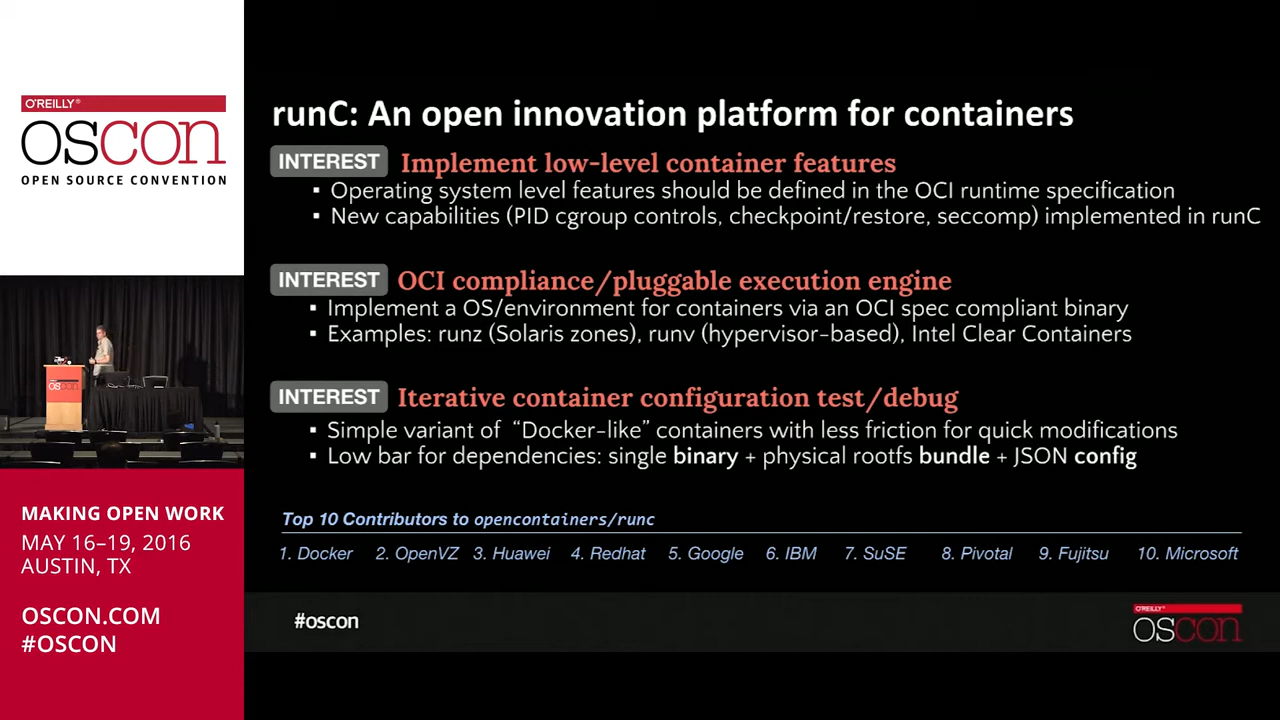 O'REILLY®
OSCON
OPEN SOURCE CONVENTION
oscon
MAKING OPEN WORK
MAY 16–19, 2016
AUSTIN, TX
OSCON.COM
#OSCON
runC: An open innovation platform for containers
INTEREST Implement low-level container features
▪ Operating system level features should be defined in the OCI runtime specification
▪ New capabilities (PID cgroup controls, checkpoint/restore, seccomp) implemented in runC
INTEREST OCI compliance/pluggable execution engine
▪ Implement a OS/environment for containers via an OCI spec compliant binary
▪ Examples: runz (Solaris zones), runv (hypervisor-based), Intel Clear Containers
INTEREST Iterative container configuration test/debug
▪ Simple variant of “Docker-like” containers with less friction for quick modifications
▪ Low bar for dependencies: single binary + physical rootfs bundle + JSON config
Top 10 Contributors to opencontainers/runc
1. Docker 2. OpenVZ 3. Huawei 4. Redhat 5. Google 6. IBM 7. SuSE 8. Pivotal 9. Fujitsu 10. Microsoft
#oscon
O'REILLY®
OSCON